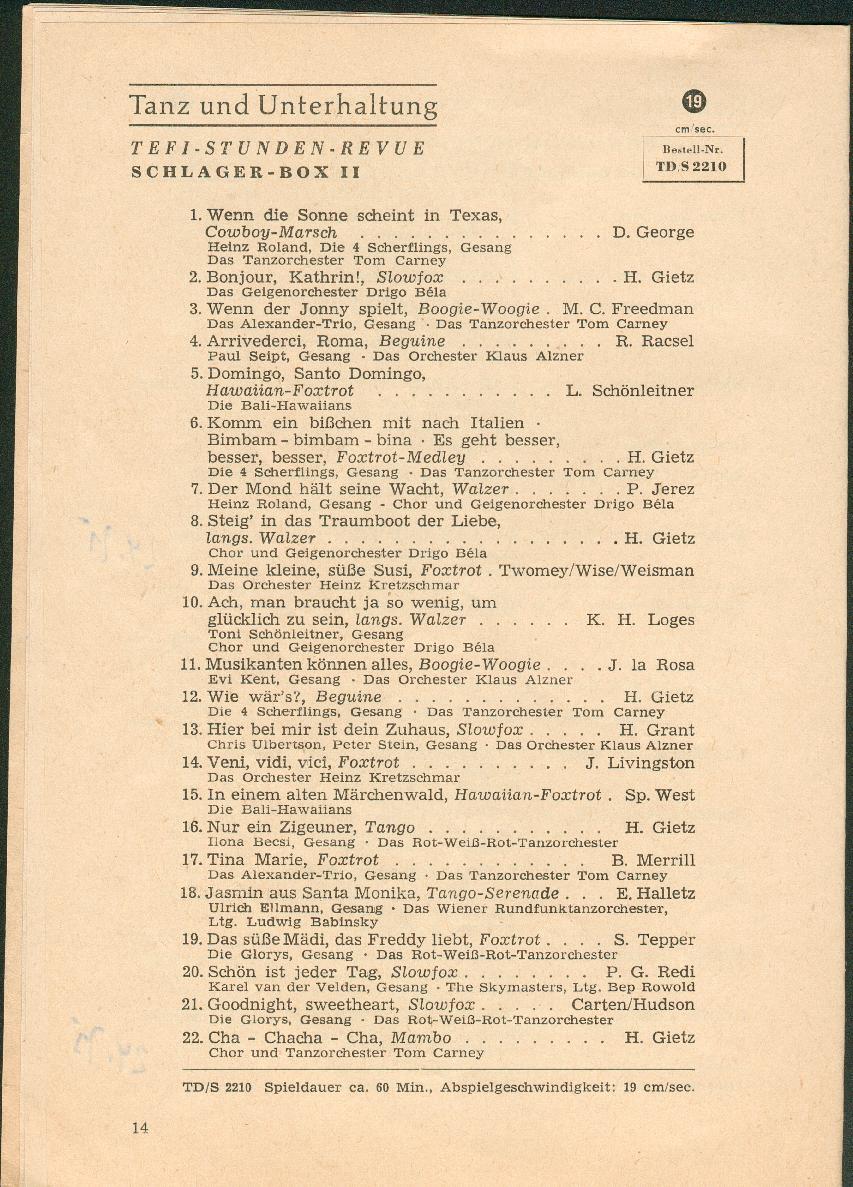 Tanz und Unterhaltung
19
cm/sec.
TEFI-STUNDEN-REVUE
SCHLAGER-BOX II
Bestell-Nr.
TD/S 2210
1. Wenn die Sonne scheint in Texas,
Cowboy-Marsch . . . . . . . . . . . . . . . D. George
Heinz Roland, Die 4 Scherflings, Gesang
Das Tanzorchester Tom Carney
2. Bonjour, Kathrin!, Slowfox . . . . . . . . . . H. Gietz
Das Geigenorchester Drigo Béla
3. Wenn der Jonny spielt, Boogie-Woogie . M. C. Freedman
Das Alexander-Trio, Gesang · Das Tanzorchester Tom Carney
4. Arrivederci, Roma, Beguine . . . . . . . . . R. Racsel
Paul Seipt, Gesang · Das Orchester Klaus Alzner
5. Domingo, Santo Domingo,
Hawaiian-Foxtrot . . . . . . . . . . . L. Schönleitner
Die Bali-Hawaiians
6. Komm ein bißchen mit nach Italien ·
Bimbam - bimbam - bina · Es geht besser,
besser, besser, Foxtrot-Medley . . . . . . . . . H. Gietz
Die 4 Scherflings, Gesang · Das Tanzorchester Tom Carney
7. Der Mond hält seine Wacht, Walzer . . . . . . . P. Jerez
Heinz Roland, Gesang - Chor und Geigenorchester Drigo Béla
8. Steig' in das Traumboot der Liebe,
langs. Walzer . . . . . . . . . . . . . . . . . . H. Gietz
Chor und Geigenorchester Drigo Béla
9. Meine kleine, süße Susi, Foxtrot . Twomey/Wise/Weisman
Das Orchester Heinz Kretzschmar
10. Ach, man braucht ja so wenig, um
glücklich zu sein, langs. Walzer . . . . . . K. H. Loges
Toni Schönleitner, Gesang
Chor und Geigenorchester Drigo Béla
11. Musikanten können alles, Boogie-Woogie . . . . J. la Rosa
Evi Kent, Gesang · Das Orchester Klaus Alzner
12. Wie wär's?, Beguine . . . . . . . . . . . . H. Gietz
Die 4 Scherflings, Gesang · Das Tanzorchester Tom Carney
13. Hier bei mir ist dein Zuhaus, Slowfox . . . . . H. Grant
Chris Ulbertson, Peter Stein, Gesang · Das Orchester Klaus Alzner
14. Veni, vidi, vici, Foxtrot . . . . . . . . . . J. Livingston
Das Orchester Heinz Kretzschmar
15. In einem alten Märchenwald, Hawaiian-Foxtrot . Sp. West
Die Bali-Hawaiians
16. Nur ein Zigeuner, Tango . . . . . . . . . . . H. Gietz
Ilona Becsi, Gesang · Das Rot-Weiß-Rot-Tanzorchester
17. Tina Marie, Foxtrot . . . . . . . . . . . . B. Merrill
Das Alexander-Trio, Gesang · Das Tanzorchester Tom Carney
18. Jasmin aus Santa Monika, Tango-Serenade . . . E. Halletz
Ulrich Ellmann, Gesang · Das Wiener Rundfunktanzorchester,
Ltg. Ludwig Babinsky
19. Das süße Mädi, das Freddy liebt, Foxtrot . . . . S. Tepper
Die Glorys, Gesang · Das Rot-Weiß-Rot-Tanzorchester
20. Schön ist jeder Tag, Slowfox . . . . . . . . P. G. Redi
Karel van der Velden, Gesang · The Skymasters, Ltg. Bep Rowold
21. Goodnight, sweetheart, Slowfox . . . . . Carten/Hudson
Die Glorys, Gesang · Das Rot-Weiß-Rot-Tanzorchester
22. Cha - Chacha - Cha, Mambo . . . . . . . . . H. Gietz
Chor und Tanzorchester Tom Carney
TD/S 2210 Spieldauer ca. 60 Min., Abspielgeschwindigkeit: 19 cm/sec.
14